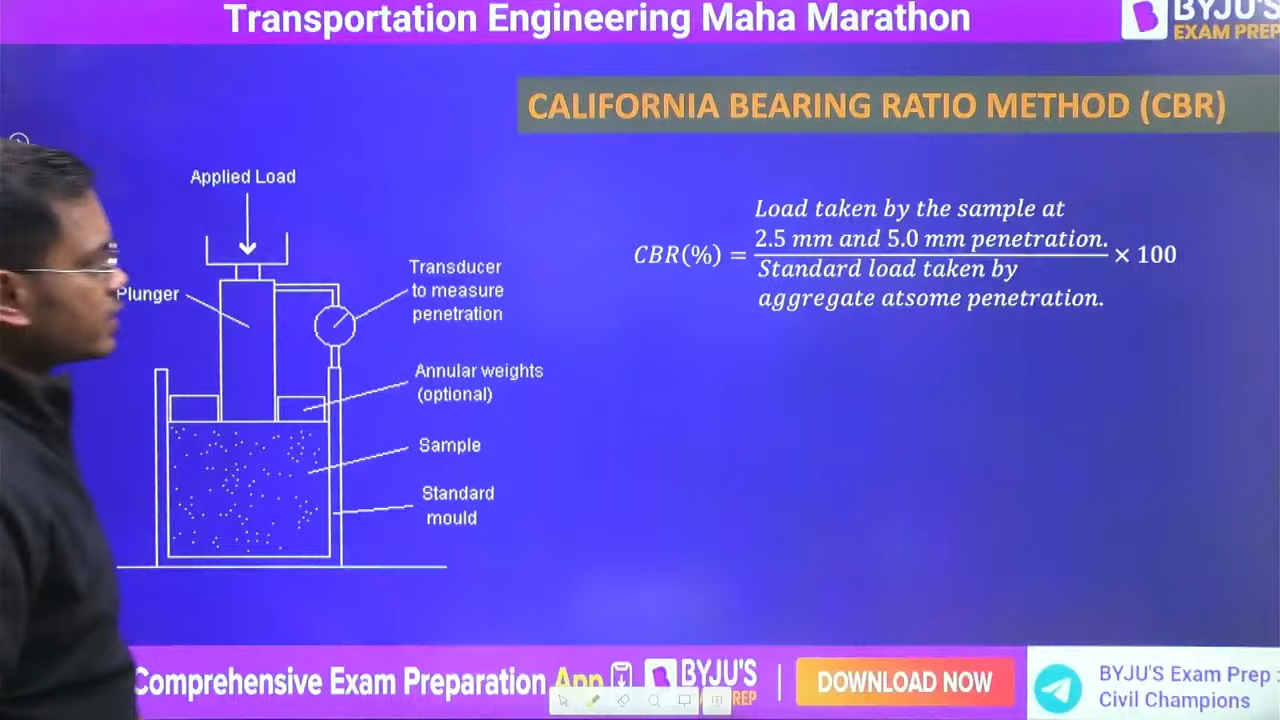 Transportation Engineering Maha Marathon
BYJU'S
EXAM PREP
CALIFORNIA BEARING RATIO METHOD (CBR)
Applied Load
Plunger
Transducer
to measure
penetration
Annular weights
(optional)
Sample
Standard
mould
Load taken by the sample at
2.5 mm and 5.0 mm penetration.
CBR(%) = × 100
Standard load taken by
aggregate atsome penetration.
Comprehensive Exam Preparation App
BYJU'S
PREP
DOWNLOAD NOW
BYJU'S Exam Prep :
Civil Champions